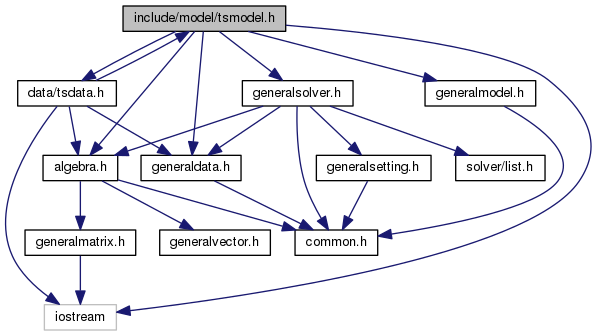 include/model/tsmodel.h
data/tsdata.h
generalsolver.h
generalmodel.h
algebra.h
generaldata.h
generalsetting.h
solver/list.h
generalmatrix.h
generalvector.h
common.h
iostream